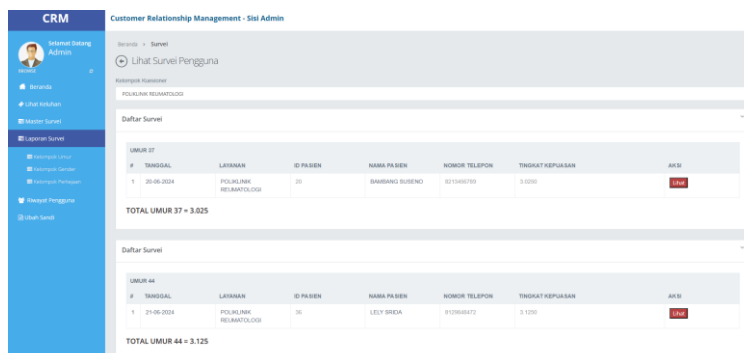 CRM
Customer Relationship Management - Sisi Admin
Selamat Datang
Admin
Beranda
Lihat Keluhan
Master Survei
Laporan Survei
Kelompok Umur
Kelompok Gender
Kelompok Pertanyaan
Riwayat Pengguna
Ubah Sandi
Beranda > Survei
Lihat Survei Pengguna
Kelompok Kuesioner
POLIKLINIK REUMATOLOGI
Daftar Survei
UMUR 37
# TANGGAL LAYANAN ID PASIEN NAMA PASIEN NOMOR TELEPON TINGKAT KEPUASAN AKSI
1 20-06-2024 POLIKLINIK REUMATOLOGI 20 BAMBANG SUSENO 3.0250 Lihat
TOTAL UMUR 37 = 3.025
Daftar Survei
UMUR 44
# TANGGAL LAYANAN ID PASIEN NAMA PASIEN NOMOR TELEPON TINGKAT KEPUASAN AKSI
1 21-06-2024 POLIKLINIK REUMATOLOGI 36 LELY SRIDA 3.1250 Lihat
TOTAL UMUR 44 = 3.125